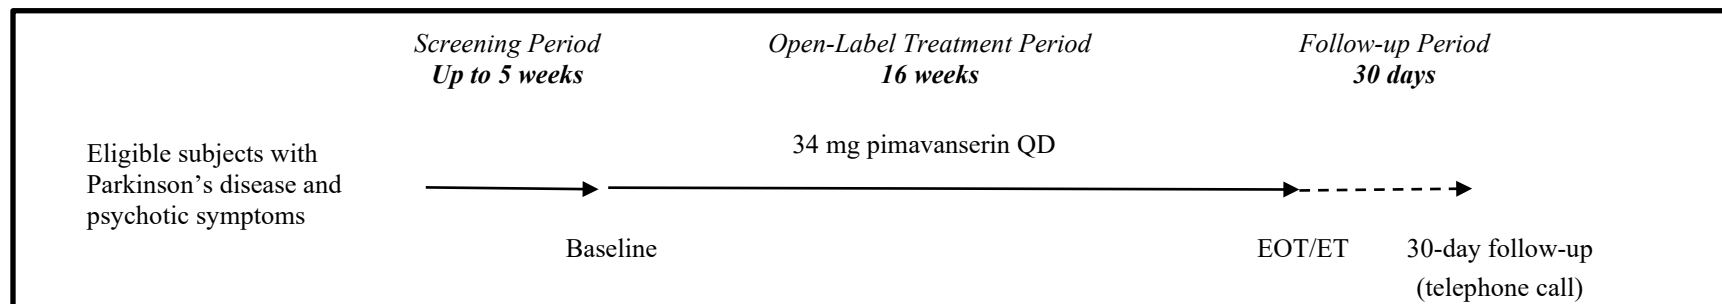 Screening Period
Up to 5 weeks
Open-Label Treatment Period
16 weeks
Follow-up Period
30 days
Eligible subjects with
Parkinson’s disease and
psychotic symptoms
34 mg pimavanserin QD
Baseline
EOT/ET
30-day follow-up
(telephone call)